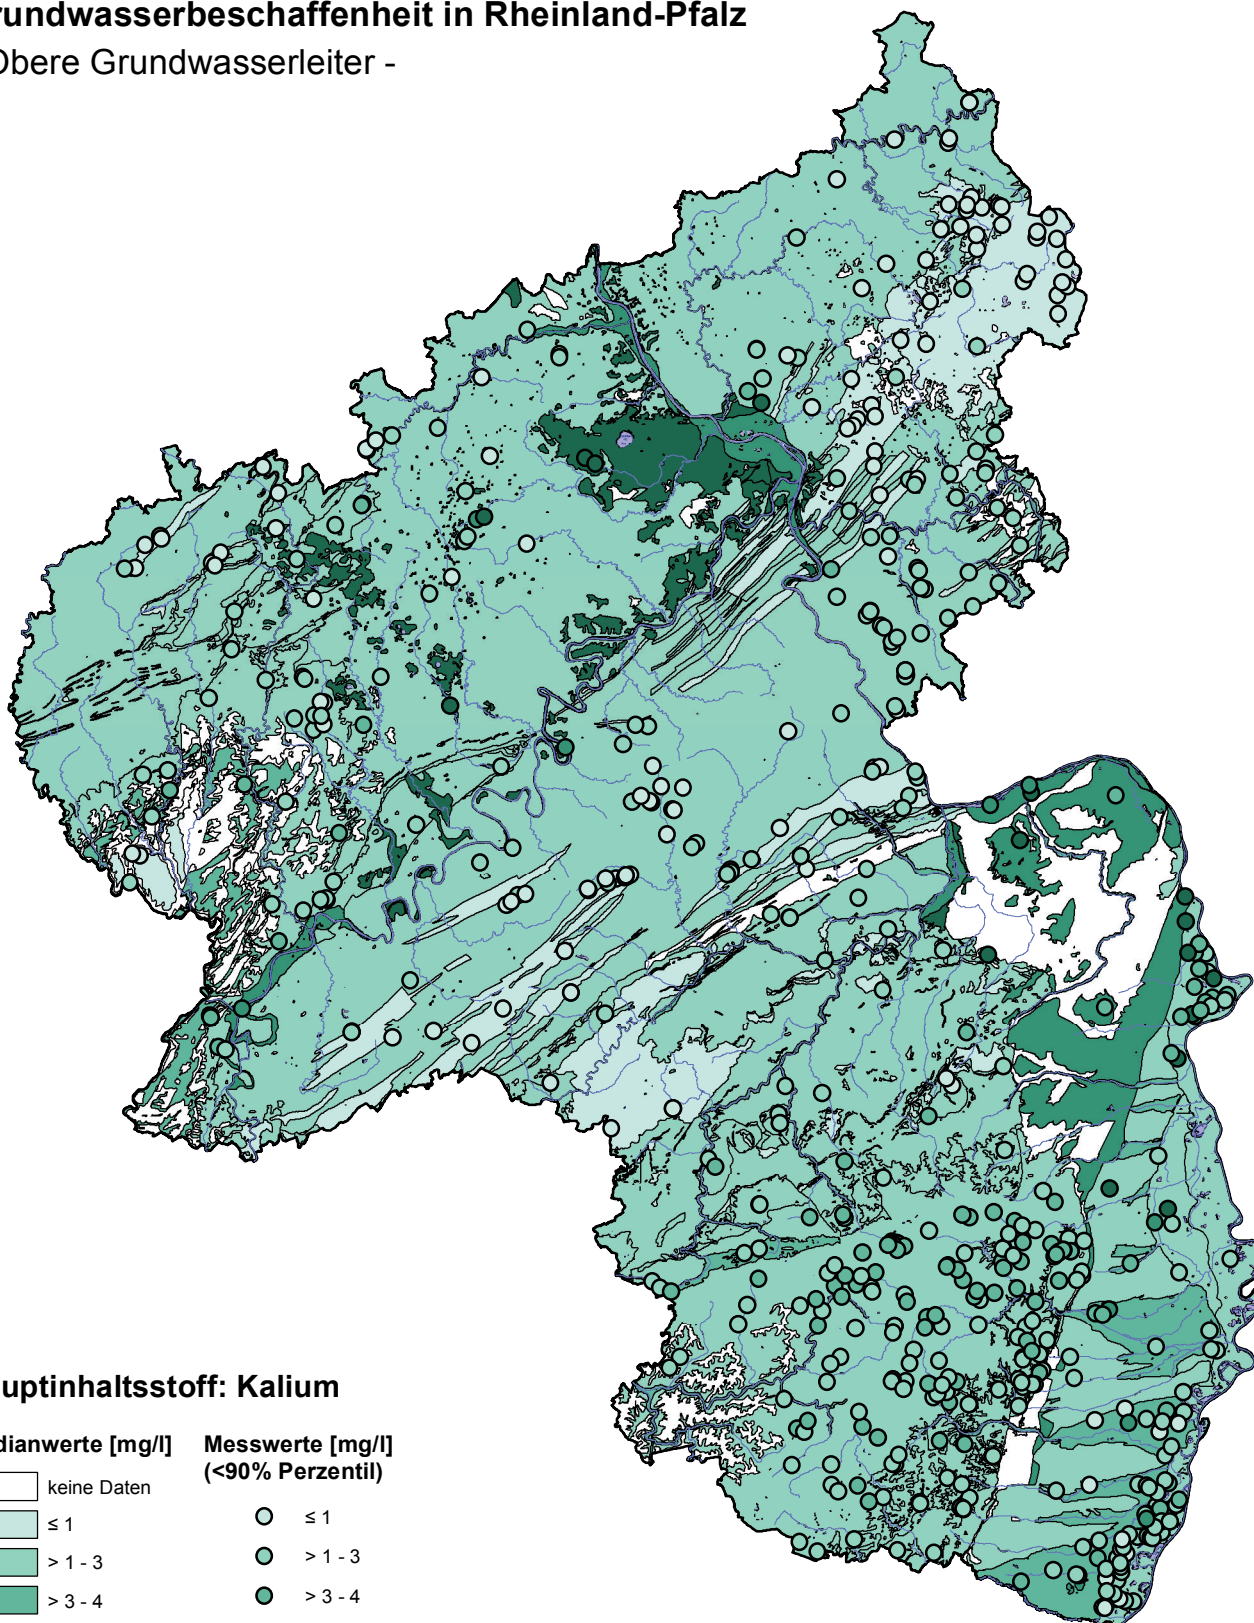 rundwasserbeschaffenheit in Rheinland-Pfalz
Obere Grundwasserleiter -
uptinhaltsstoff: Kalium
dianwerte [mg/l]
keine Daten
≤ 1
> 1 - 3
> 3 - 4
Messwerte [mg/l]
(<90% Perzentil)
≤ 1
> 1 - 3
> 3 - 4